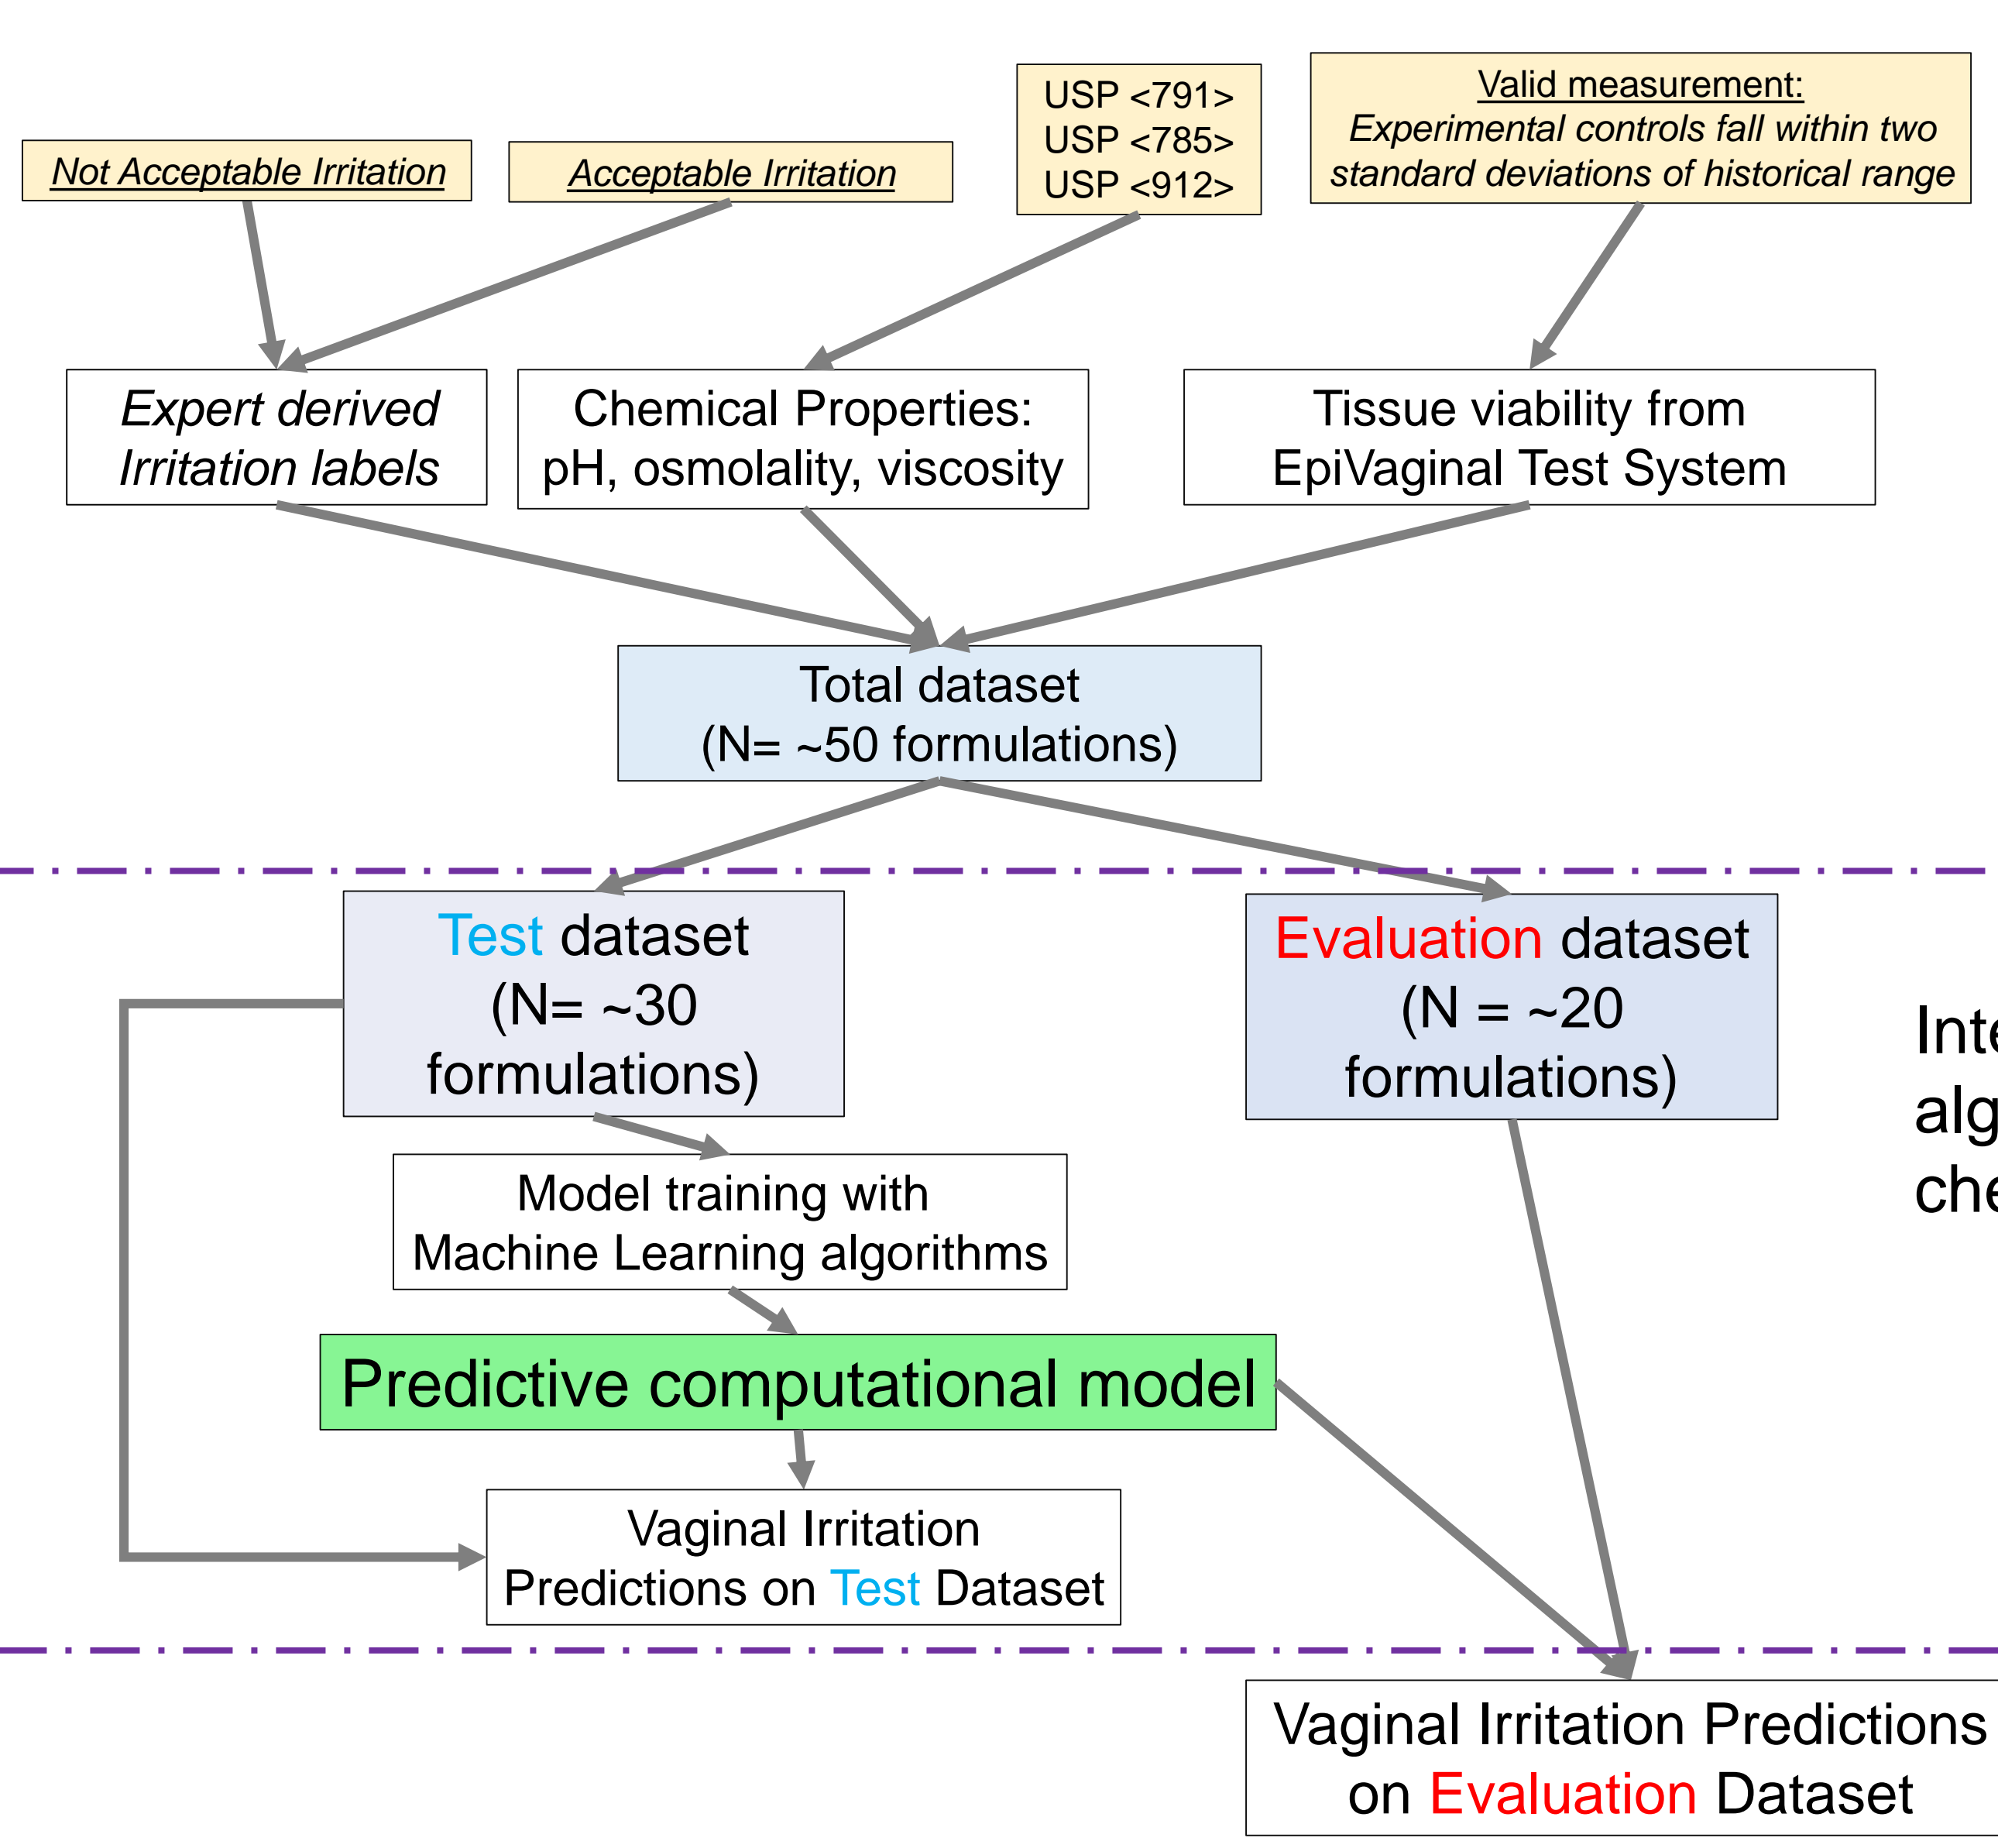 Not Acceptable Irritation
Acceptable Irritation
USP <791>
USP <785>
USP <912>
Valid measurement:
Experimental controls fall within two
standard deviations of historical range
Expert derived
Irritation labels
Chemical Properties:
pH, osmolality, viscosity
Tissue viability from
EpiVaginal Test System
Total dataset
(N= ~50 formulations)
Test dataset
(N= ~30
formulations)
Evaluation dataset
(N = ~20
formulations)
Model training with
Machine Learning algorithms
Predictive computational model
Vaginal Irritation
Predictions on Test Dataset
Vaginal Irritation Predictions
on Evaluation Dataset